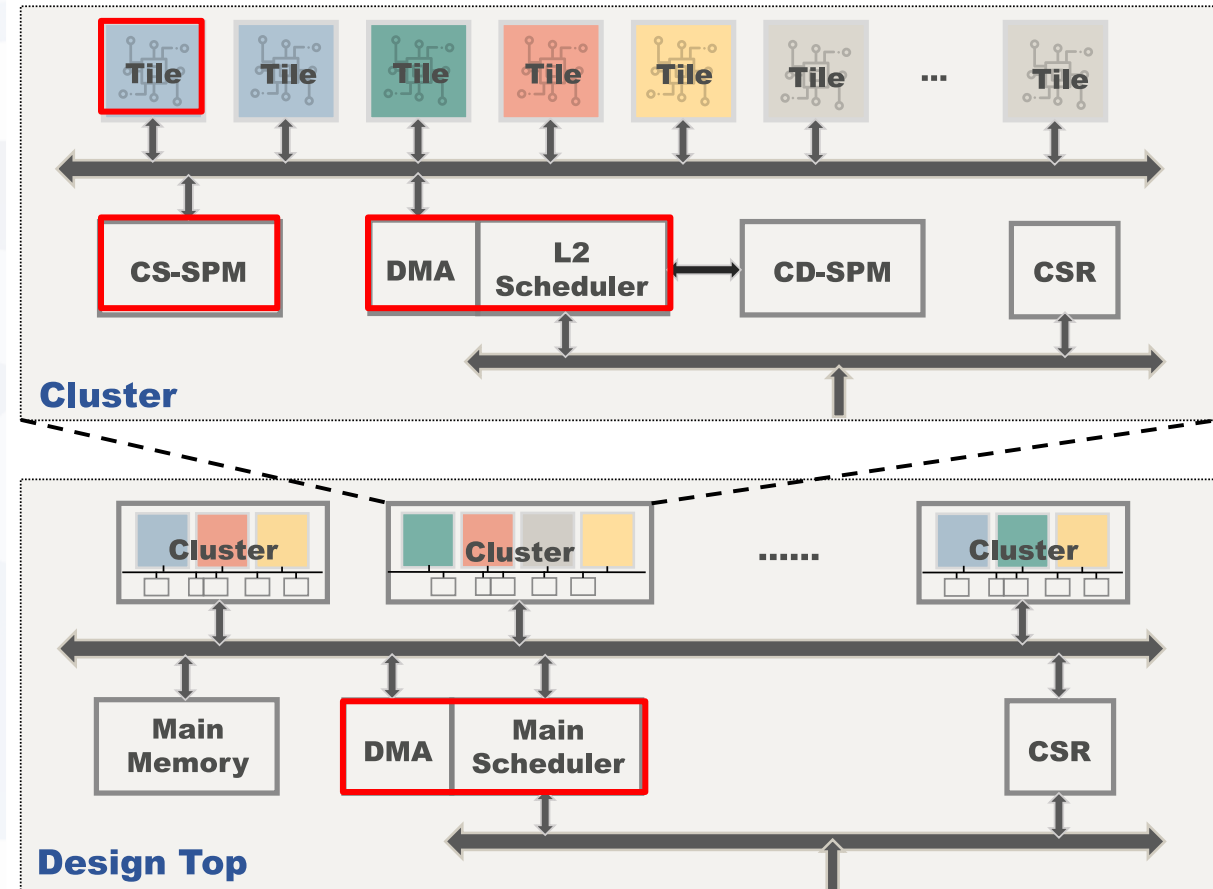 Tile Tile Tile Tile Tile Tile ... Tile
CS-SPM
DMA
L2
Scheduler
CD-SPM
CSR
Cluster
Cluster Cluster ...... Cluster
Main
Memory
DMA
Main
Scheduler
CSR
Design Top